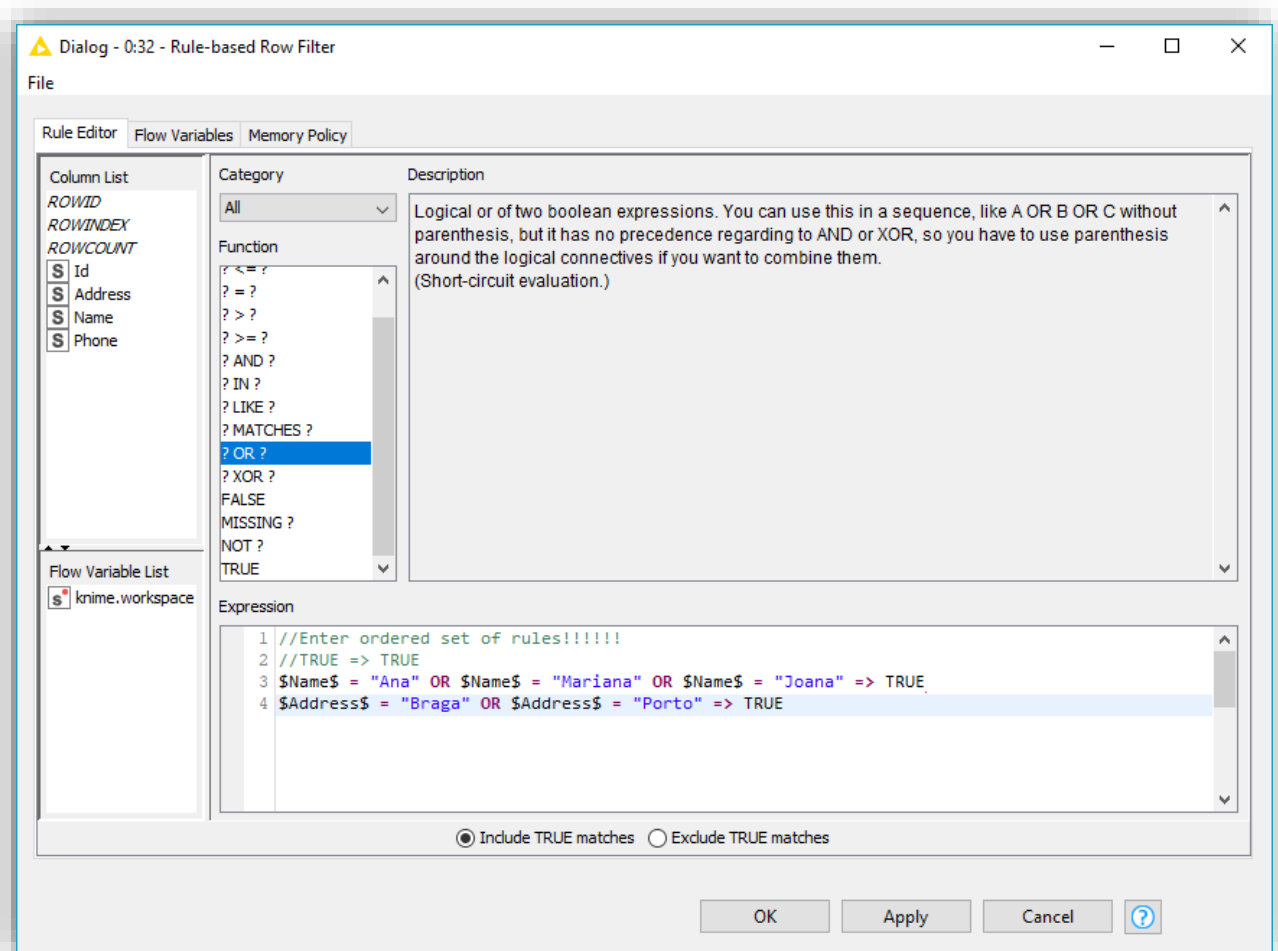 Dialog - 0:32 - Rule-based Row Filter
File
Rule Editor
Flow Variables
Memory Policy
Column List
ROWID
ROWINDEX
ROWCOUNT
S Id
S Address
S Name
S Phone
Flow Variable List
s knime.workspace
Category
All
Function
? <= ?
? = ?
? > ?
? >= ?
? AND ?
? IN ?
? LIKE ?
? MATCHES ?
? OR ?
? XOR ?
FALSE
MISSING ?
NOT ?
TRUE
Description
Logical or of two boolean expressions. You can use this in a sequence, like A OR B OR C without
parenthesis, but it has no precedence regarding to AND or XOR, so you have to use parenthesis
around the logical connectives if you want to combine them.
(Short-circuit evaluation.)
Expression
1 //Enter ordered set of rules!!!!!!
2 //TRUE => TRUE
3 $Name$ = "Ana" OR $Name$ = "Mariana" OR $Name$ = "Joana" => TRUE
4 $Address$ = "Braga" OR $Address$ = "Porto" => TRUE
Include TRUE matches
Exclude TRUE matches
OK
Apply
Cancel
?